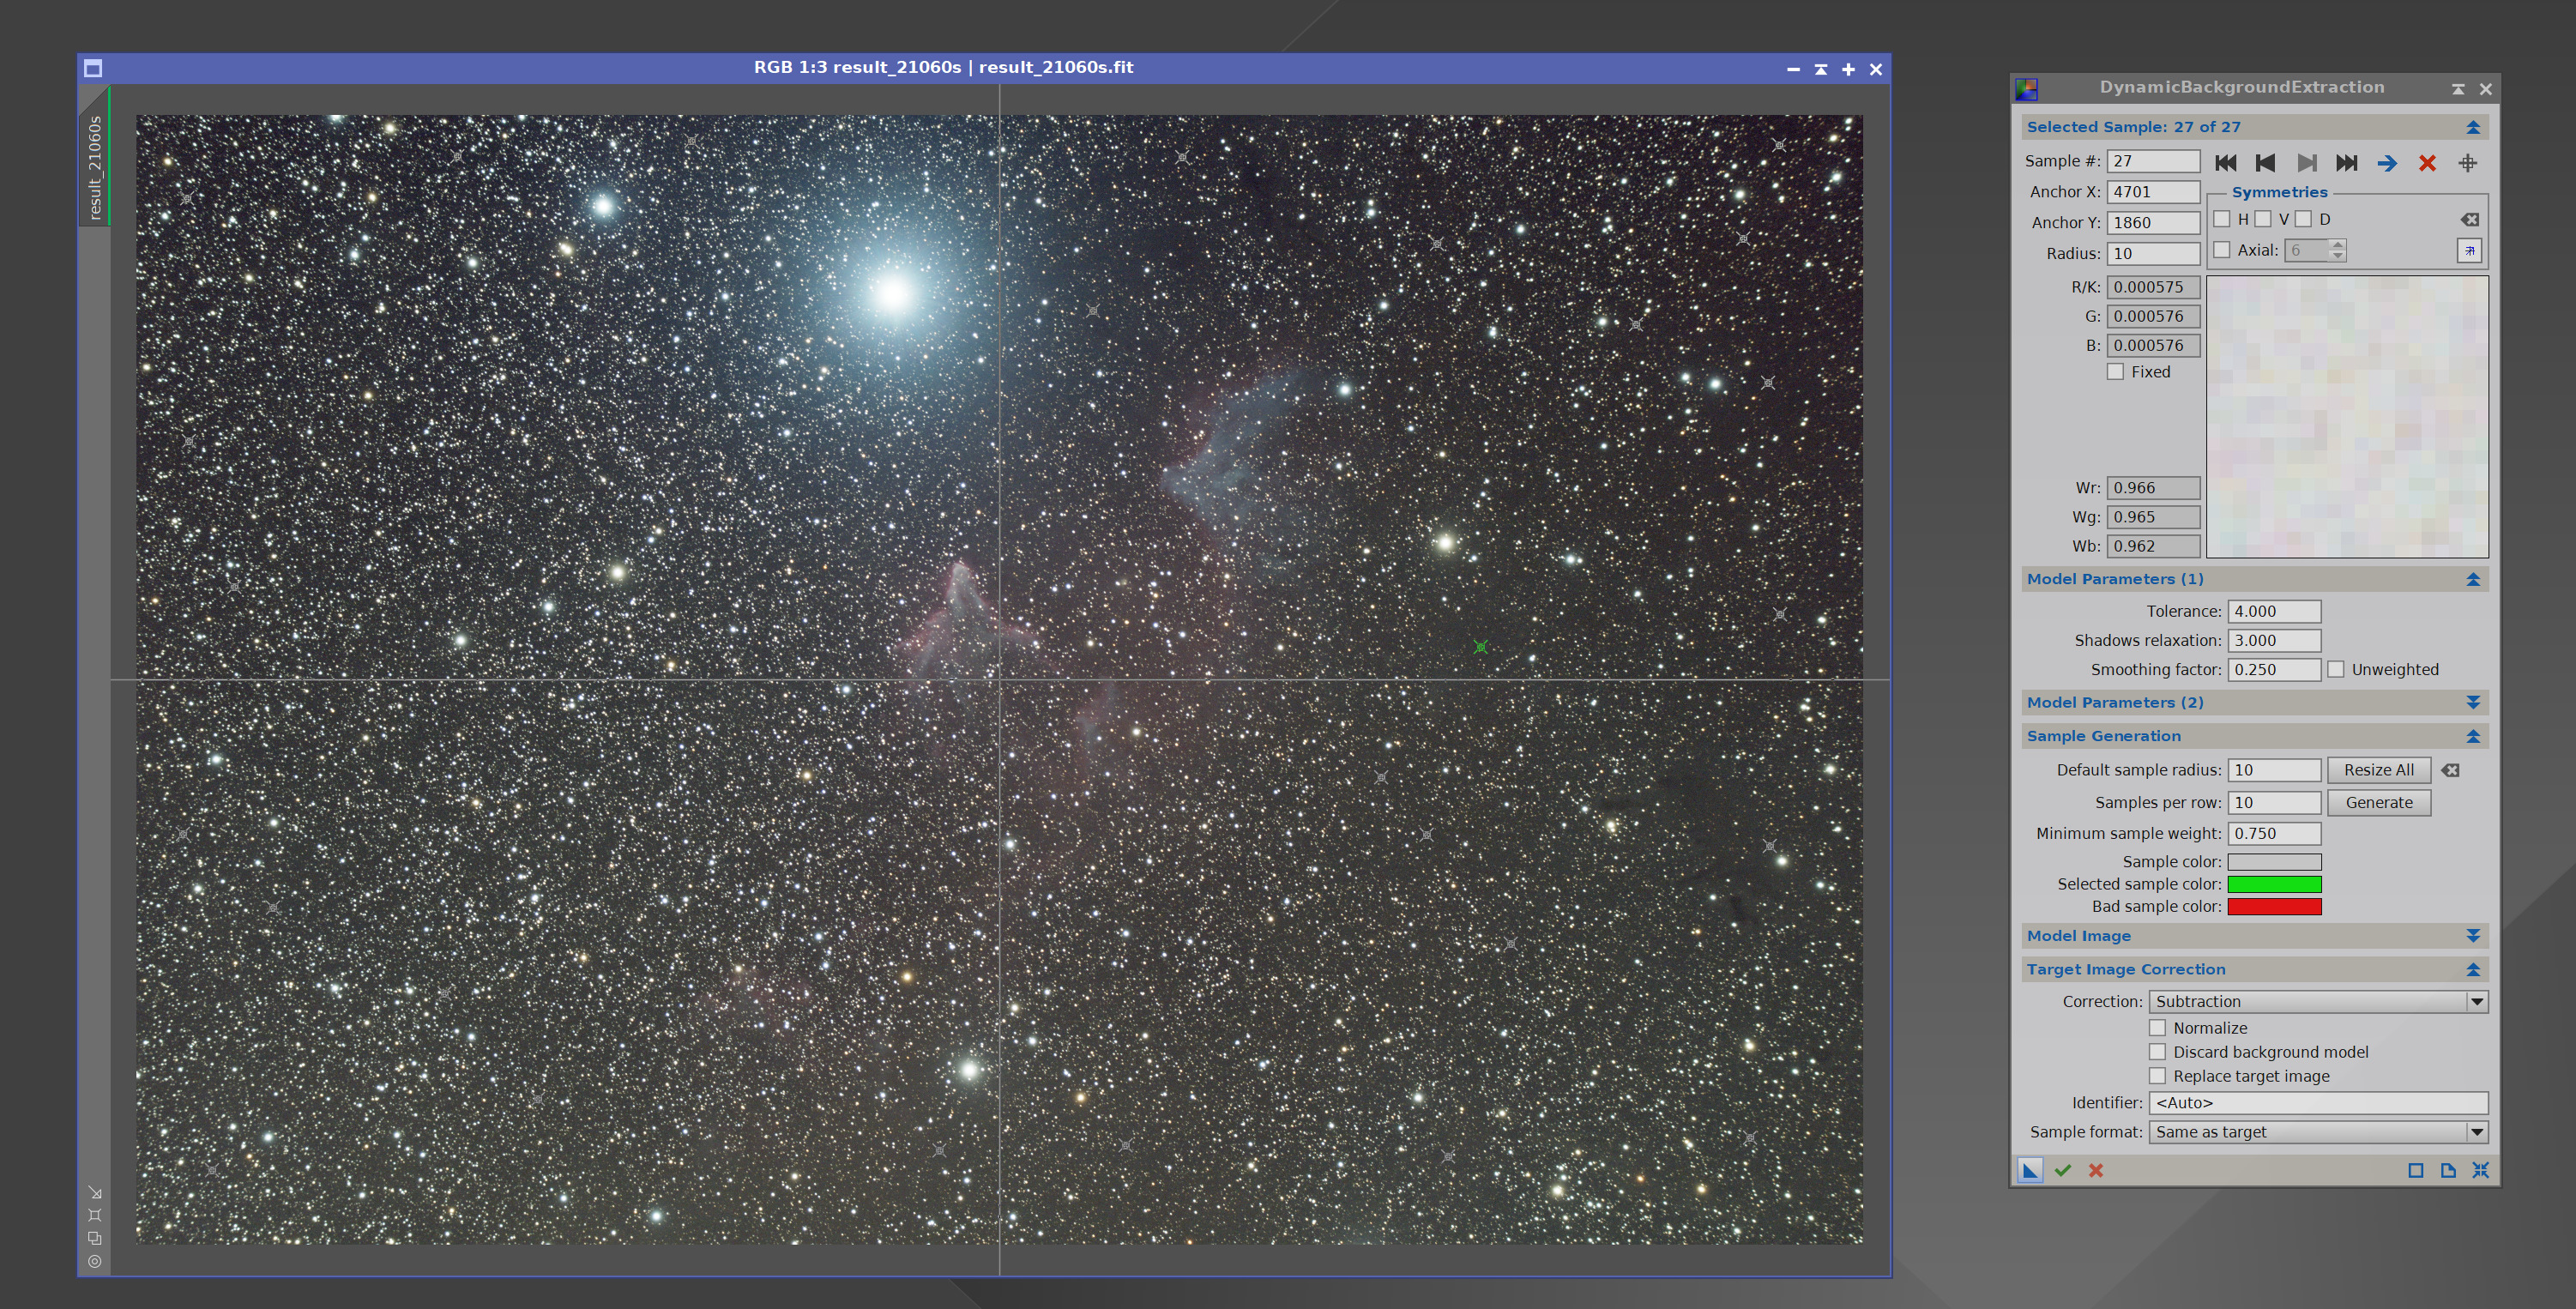 RGB 1:3 result_21060s | result_21060s.fit
result_21060s
DynamicBackgroundExtraction
Selected Sample: 27 of 27
Sample #: 27
Anchor X: 4701
Anchor Y: 1860
Radius: 10
Symmetries
H V D
Axial: 6
R/K: 0.000575
G: 0.000576
B: 0.000576
Fixed
Wr: 0.966
Wg: 0.965
Wb: 0.962
Model Parameters (1)
Tolerance: 4.000
Shadows relaxation: 3.000
Smoothing factor: 0.250 Unweighted
Model Parameters (2)
Sample Generation
Default sample radius: 10 Resize All
Samples per row: 10 Generate
Minimum sample weight: 0.750
Sample color:
Selected sample color:
Bad sample color:
Model Image
Target Image Correction
Correction: Subtraction
Normalize
Discard background model
Replace target image
Identifier: <Auto>
Sample format: Same as target